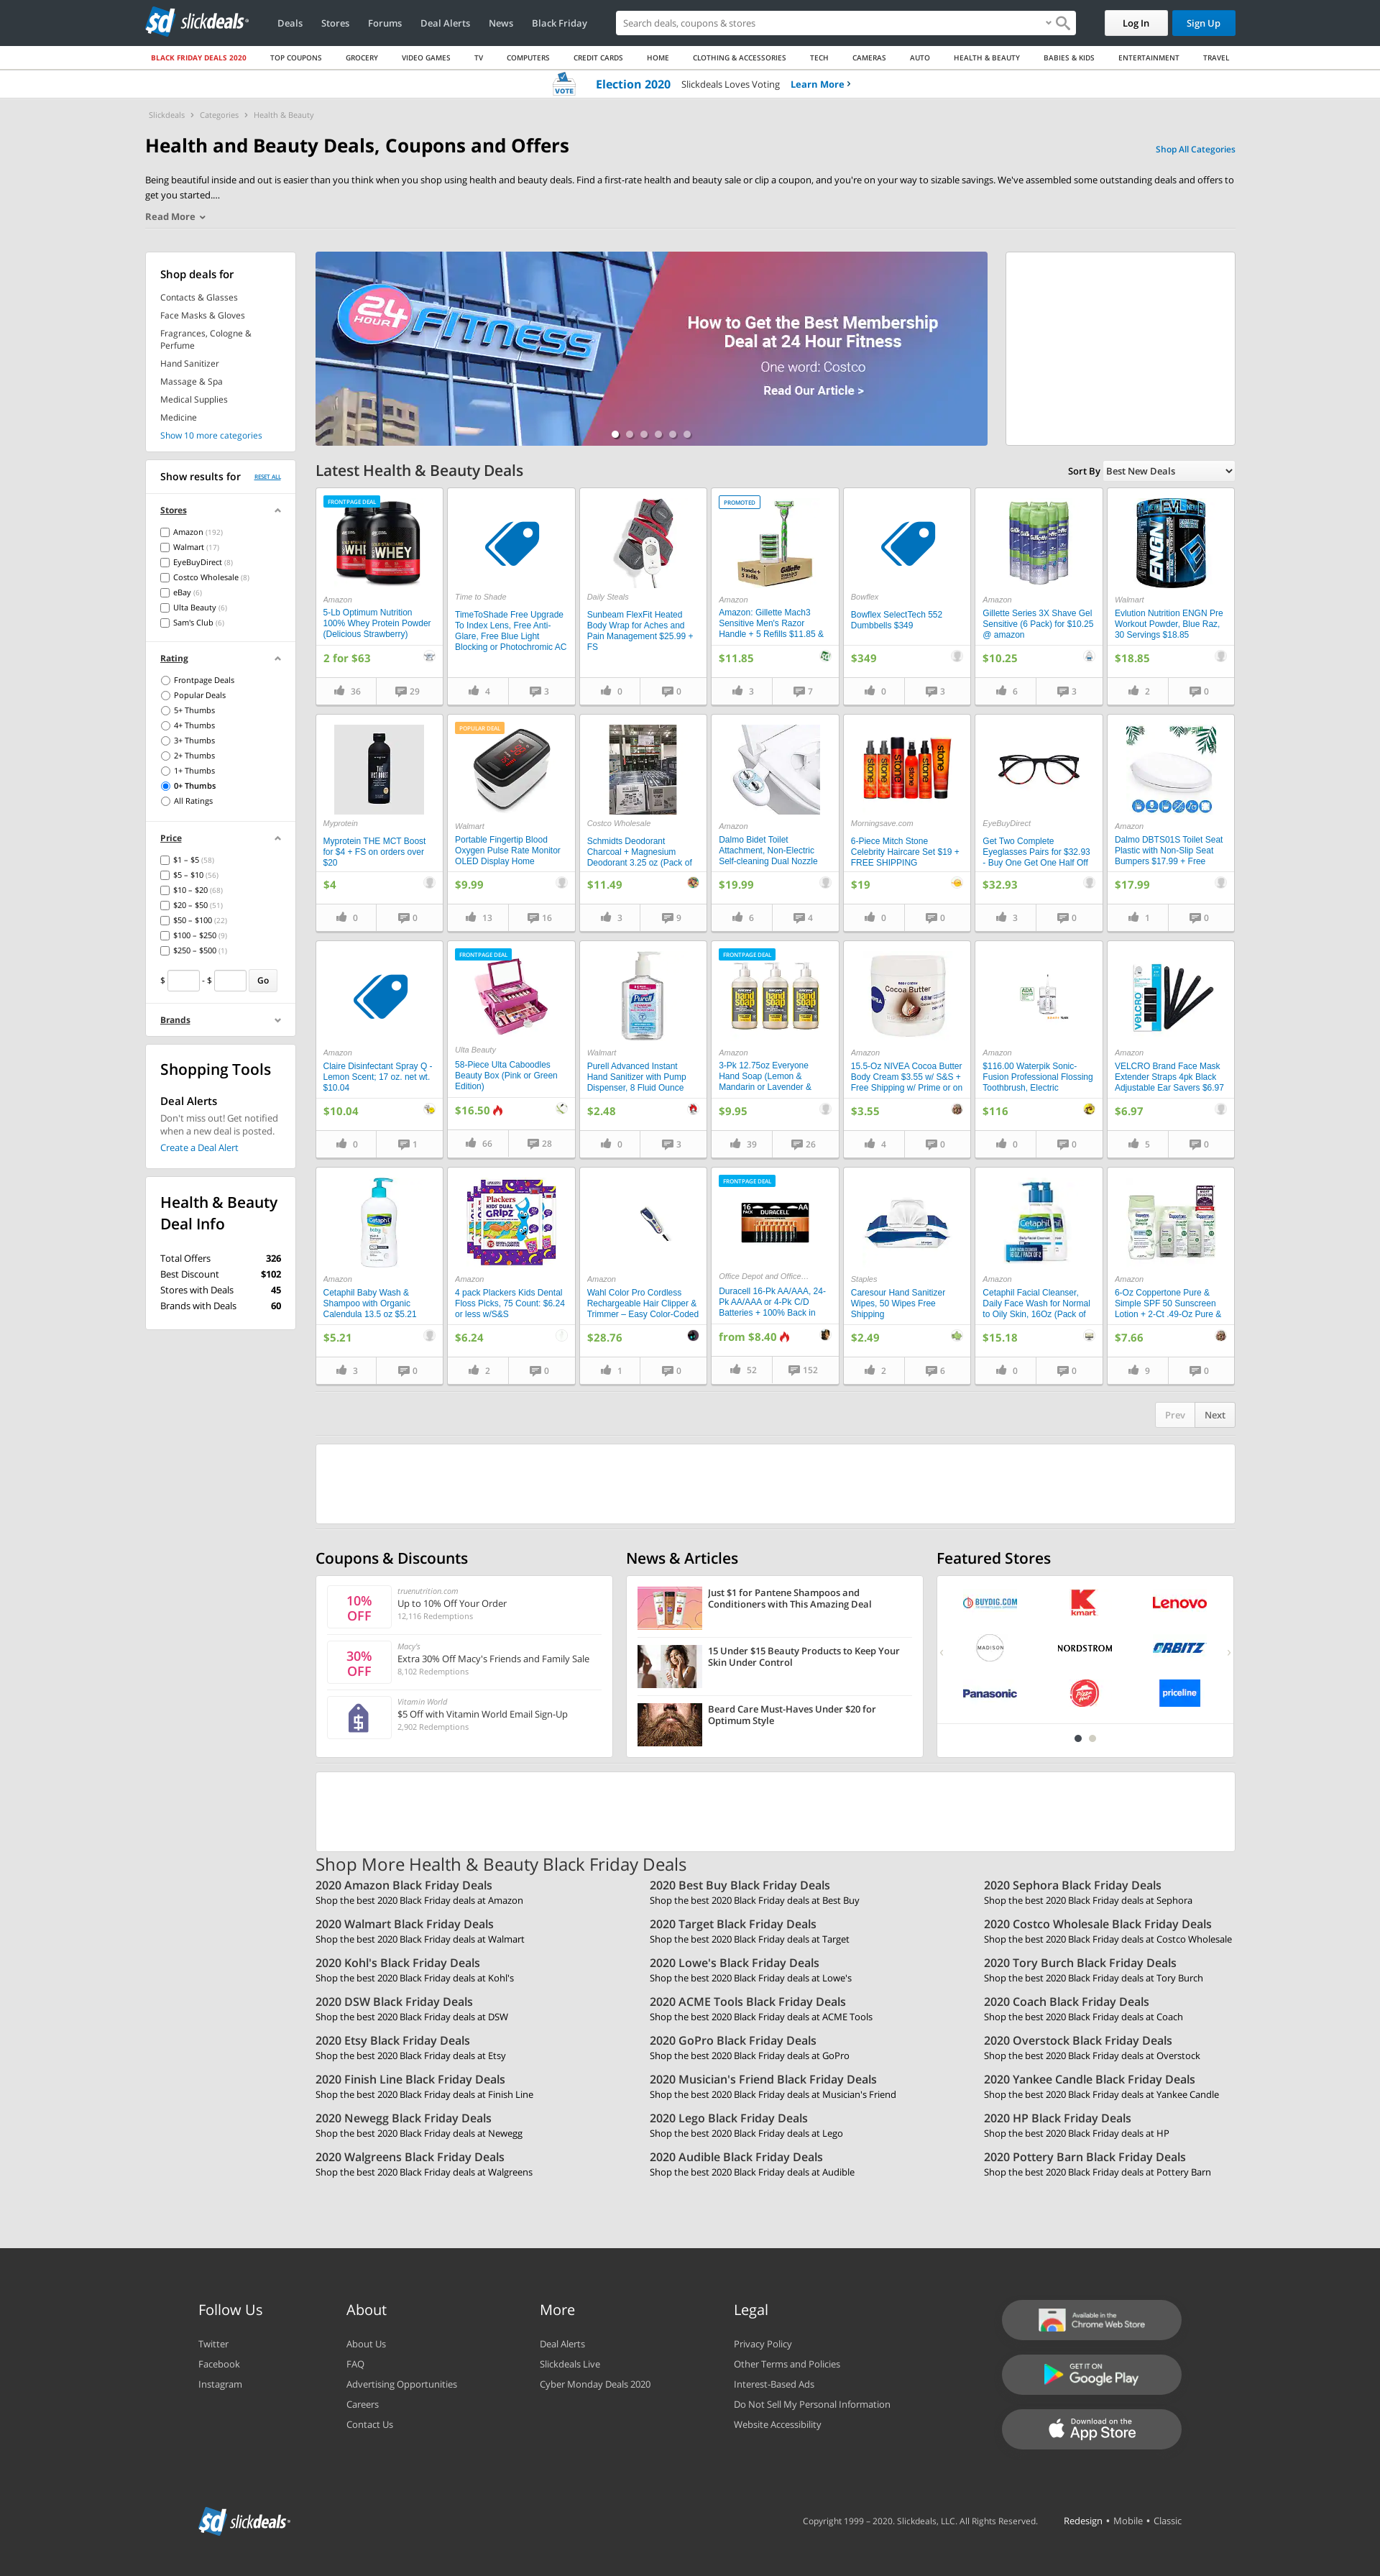 slickdeals
Deals
Stores
Forums
Deal Alerts
News
Black Friday
Search deals, coupons & stores
Log In
Sign Up
BLACK FRIDAY DEALS 2020
TOP COUPONS
GROCERY
VIDEO GAMES
TV
COMPUTERS
CREDIT CARDS
HOME
CLOTHING & ACCESSORIES
TECH
CAMERAS
AUTO
HEALTH & BEAUTY
BABIES & KIDS
ENTERTAINMENT
TRAVEL
VOTE
Election 2020
Slickdeals Loves Voting
Learn More
Slickdeals › Categories › Health & Beauty
Health and Beauty Deals, Coupons and Offers
Shop All Categories
Being beautiful inside and out is easier than you think when you shop using health and beauty deals. Find a first-rate health and beauty sale or clip a coupon, and you're on your way to sizable savings. We've assembled some outstanding deals and offers to
get you started....
Read More
Shop deals for
Contacts & Glasses
Face Masks & Gloves
Fragrances, Cologne &
Perfume
Hand Sanitizer
Massage & Spa
Medical Supplies
Medicine
Show 10 more categories
24
HOUR
FITNESS
How to Get the Best Membership
Deal at 24 Hour Fitness
One word: Costco
Read Our Article >
Show results for
RESET ALL
Stores
Amazon (192)
Walmart (17)
EyeBuyDirect (8)
Costco Wholesale (8)
eBay (6)
Ulta Beauty (6)
Sam's Club (6)
Rating
Frontpage Deals
Popular Deals
5+ Thumbs
4+ Thumbs
3+ Thumbs
2+ Thumbs
1+ Thumbs
0+ Thumbs
All Ratings
Price
$1 – $5 (58)
$5 – $10 (56)
$10 – $20 (68)
$20 – $50 (51)
$50 – $100 (22)
$100 – $250 (9)
$250 – $500 (1)
$ - $ Go
Brands
Shopping Tools
Deal Alerts
Don't miss out! Get notified
when a new deal is posted.
Create a Deal Alert
Health & Beauty
Deal Info
Total Offers 326
Best Discount $102
Stores with Deals 45
Brands with Deals 60
Latest Health & Beauty Deals
Sort By Best New Deals
FRONTPAGE DEAL
WHEY
Amazon
5-Lb Optimum Nutrition
100% Whey Protein Powder
(Delicious Strawberry)
2 for $63
36 29
Time to Shade
TimeToShade Free Upgrade
To Index Lens, Free Anti-
Glare, Free Blue Light
Blocking or Photochromic AC
4 3
Daily Steals
Sunbeam FlexFit Heated
Body Wrap for Aches and
Pain Management $25.99 +
FS
0 0
PROMOTED
Gillette
Amazon
Amazon: Gillette Mach3
Sensitive Men's Razor
Handle + 5 Refills $11.85 &
$11.85
3 7
Bowflex
Bowflex SelectTech 552
Dumbbells $349
$349
0 3
Amazon
Gillette Series 3X Shave Gel
Sensitive (6 Pack) for $10.25
@ amazon
$10.25
6 3
ENGN
Walmart
Evlution Nutrition ENGN Pre
Workout Powder, Blue Raz,
30 Servings $18.85
$18.85
2 0
Myprotein
Myprotein THE MCT Boost
for $4 + FS on orders over
$20
$4
0 0
POPULAR DEAL
Walmart
Portable Fingertip Blood
Oxygen Pulse Rate Monitor
OLED Display Home
$9.99
13 16
Costco Wholesale
Schmidts Deodorant
Charcoal + Magnesium
Deodorant 3.25 oz (Pack of
$11.49
3 9
Amazon
Dalmo Bidet Toilet
Attachment, Non-Electric
Self-cleaning Dual Nozzle
$19.99
6 4
stone
Morningsave.com
6-Piece Mitch Stone
Celebrity Haircare Set $19 +
FREE SHIPPING
$19
0 0
EyeBuyDirect
Get Two Complete
Eyeglasses Pairs for $32.93
- Buy One Get One Half Off
$32.93
3 0
Amazon
Dalmo DBTS01S Toilet Seat
Plastic with Non-Slip Seat
Bumpers $17.99 + Free
$17.99
1 0
Amazon
Claire Disinfectant Spray Q -
Lemon Scent; 17 oz. net wt.
$10.04
$10.04
0 1
FRONTPAGE DEAL
Ulta Beauty
58-Piece Ulta Caboodles
Beauty Box (Pink or Green
Edition)
$16.50
66 28
Purell
Walmart
Purell Advanced Instant
Hand Sanitizer with Pump
Dispenser, 8 Fluid Ounce
$2.48
0 3
FRONTPAGE DEAL
hand soap
Amazon
3-Pk 12.75oz Everyone
Hand Soap (Lemon &
Mandarin or Lavender &
$9.95
39 26
NIVEA
Cocoa Butter
Amazon
15.5-Oz NIVEA Cocoa Butter
Body Cream $3.55 w/ S&S +
Free Shipping w/ Prime or on
$3.55
4 0
ADA
Amazon
$116.00 Waterpik Sonic-
Fusion Professional Flossing
Toothbrush, Electric
$116
0 0
VELCRO
Amazon
VELCRO Brand Face Mask
Extender Straps 4pk Black
Adjustable Ear Savers $6.97
$6.97
5 0
Cetaphil
baby
Amazon
Cetaphil Baby Wash &
Shampoo with Organic
Calendula 13.5 oz $5.21
$5.21
3 0
Plackers
KIDS DUAL
GRIPZ
Amazon
4 pack Plackers Kids Dental
Floss Picks, 75 Count: $6.24
or less w/S&S
$6.24
2 0
Amazon
Wahl Color Pro Cordless
Rechargeable Hair Clipper &
Trimmer – Easy Color-Coded
$28.76
1 0
FRONTPAGE DEAL
16
DURACELL
AA
Office Depot and Office…
Duracell 16-Pk AA/AAA, 24-
Pk AA/AAA or 4-Pk C/D
Batteries + 100% Back in
from $8.40
52 152
Staples
Caresour Hand Sanitizer
Wipes, 50 Wipes Free
Shipping
$2.49
2 6
Cetaphil
Amazon
Cetaphil Facial Cleanser,
Daily Face Wash for Normal
to Oily Skin, 16Oz (Pack of
$15.18
0 0
Amazon
6-Oz Coppertone Pure &
Simple SPF 50 Sunscreen
Lotion + 2-Ct .49-Oz Pure &
$7.66
9 0
Prev Next
Coupons & Discounts
10%
OFF
truenutrition.com
Up to 10% Off Your Order
12,116 Redemptions
30%
OFF
Macy's
Extra 30% Off Macy's Friends and Family Sale
8,102 Redemptions
Vitamin World
$5 Off with Vitamin World Email Sign-Up
2,902 Redemptions
News & Articles
Just $1 for Pantene Shampoos and
Conditioners with This Amazing Deal
15 Under $15 Beauty Products to Keep Your
Skin Under Control
Beard Care Must-Haves Under $20 for
Optimum Style
Featured Stores
BUYDIG.COM
kmart
Lenovo
MADISON
NORDSTROM
ORBITZ
Panasonic
Pizza Hut
priceline
Shop More Health & Beauty Black Friday Deals
2020 Amazon Black Friday Deals
Shop the best 2020 Black Friday deals at Amazon
2020 Best Buy Black Friday Deals
Shop the best 2020 Black Friday deals at Best Buy
2020 Sephora Black Friday Deals
Shop the best 2020 Black Friday deals at Sephora
2020 Walmart Black Friday Deals
Shop the best 2020 Black Friday deals at Walmart
2020 Target Black Friday Deals
Shop the best 2020 Black Friday deals at Target
2020 Costco Wholesale Black Friday Deals
Shop the best 2020 Black Friday deals at Costco Wholesale
2020 Kohl's Black Friday Deals
Shop the best 2020 Black Friday deals at Kohl's
2020 Lowe's Black Friday Deals
Shop the best 2020 Black Friday deals at Lowe's
2020 Tory Burch Black Friday Deals
Shop the best 2020 Black Friday deals at Tory Burch
2020 DSW Black Friday Deals
Shop the best 2020 Black Friday deals at DSW
2020 ACME Tools Black Friday Deals
Shop the best 2020 Black Friday deals at ACME Tools
2020 Coach Black Friday Deals
Shop the best 2020 Black Friday deals at Coach
2020 Etsy Black Friday Deals
Shop the best 2020 Black Friday deals at Etsy
2020 GoPro Black Friday Deals
Shop the best 2020 Black Friday deals at GoPro
2020 Overstock Black Friday Deals
Shop the best 2020 Black Friday deals at Overstock
2020 Finish Line Black Friday Deals
Shop the best 2020 Black Friday deals at Finish Line
2020 Musician's Friend Black Friday Deals
Shop the best 2020 Black Friday deals at Musician's Friend
2020 Yankee Candle Black Friday Deals
Shop the best 2020 Black Friday deals at Yankee Candle
2020 Newegg Black Friday Deals
Shop the best 2020 Black Friday deals at Newegg
2020 Lego Black Friday Deals
Shop the best 2020 Black Friday deals at Lego
2020 HP Black Friday Deals
Shop the best 2020 Black Friday deals at HP
2020 Walgreens Black Friday Deals
Shop the best 2020 Black Friday deals at Walgreens
2020 Audible Black Friday Deals
Shop the best 2020 Black Friday deals at Audible
2020 Pottery Barn Black Friday Deals
Shop the best 2020 Black Friday deals at Pottery Barn
Follow Us
Twitter
Facebook
Instagram
About
About Us
FAQ
Advertising Opportunities
Careers
Contact Us
More
Deal Alerts
Slickdeals Live
Cyber Monday Deals 2020
Legal
Privacy Policy
Other Terms and Policies
Interest-Based Ads
Do Not Sell My Personal Information
Website Accessibility
Available in the
Chrome Web Store
GET IT ON
Google Play
Download on the
App Store
slickdeals
Copyright 1999 – 2020. Slickdeals, LLC. All Rights Reserved.
Redesign • Mobile • Classic